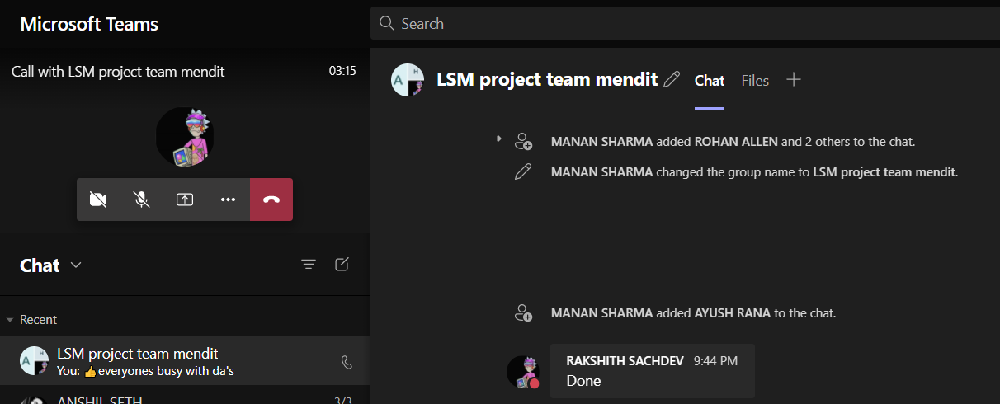 Microsoft Teams
Search
Call with LSM project team mendit
03:15
A H
LSM project team mendit
Chat
Files
MANAN SHARMA added ROHAN ALLEN and 2 others to the chat.
MANAN SHARMA changed the group name to LSM project team mendit.
Chat
Recent
A H
LSM project team mendit
You: 👍everyones busy with da's
ANSHIL SETH
3/3
MANAN SHARMA added AYUSH RANA to the chat.
RAKSHITH SACHDEV 9:44 PM
Done